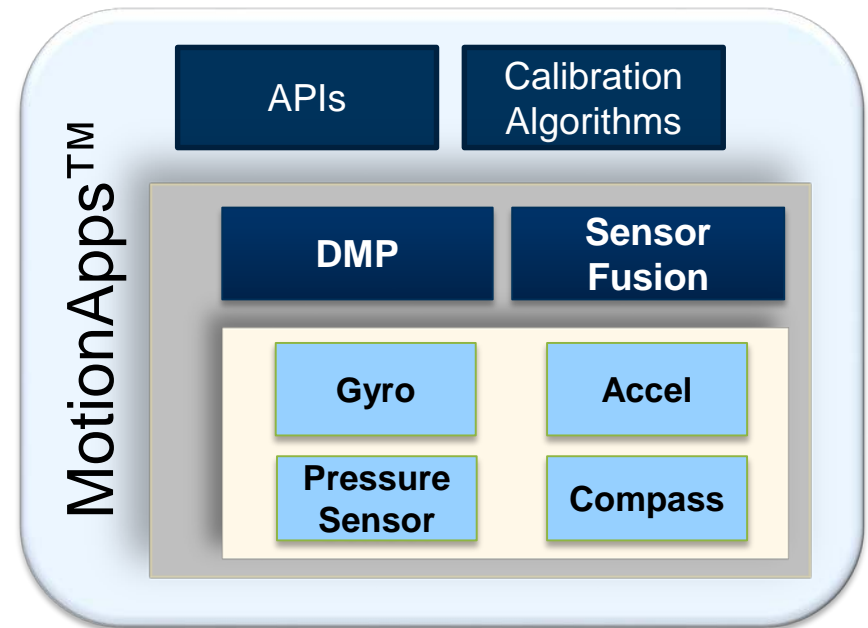 MotionApps™
APIs
Calibration
Algorithms
DMP
Sensor
Fusion
Gyro
Accel
Pressure
Sensor
Compass